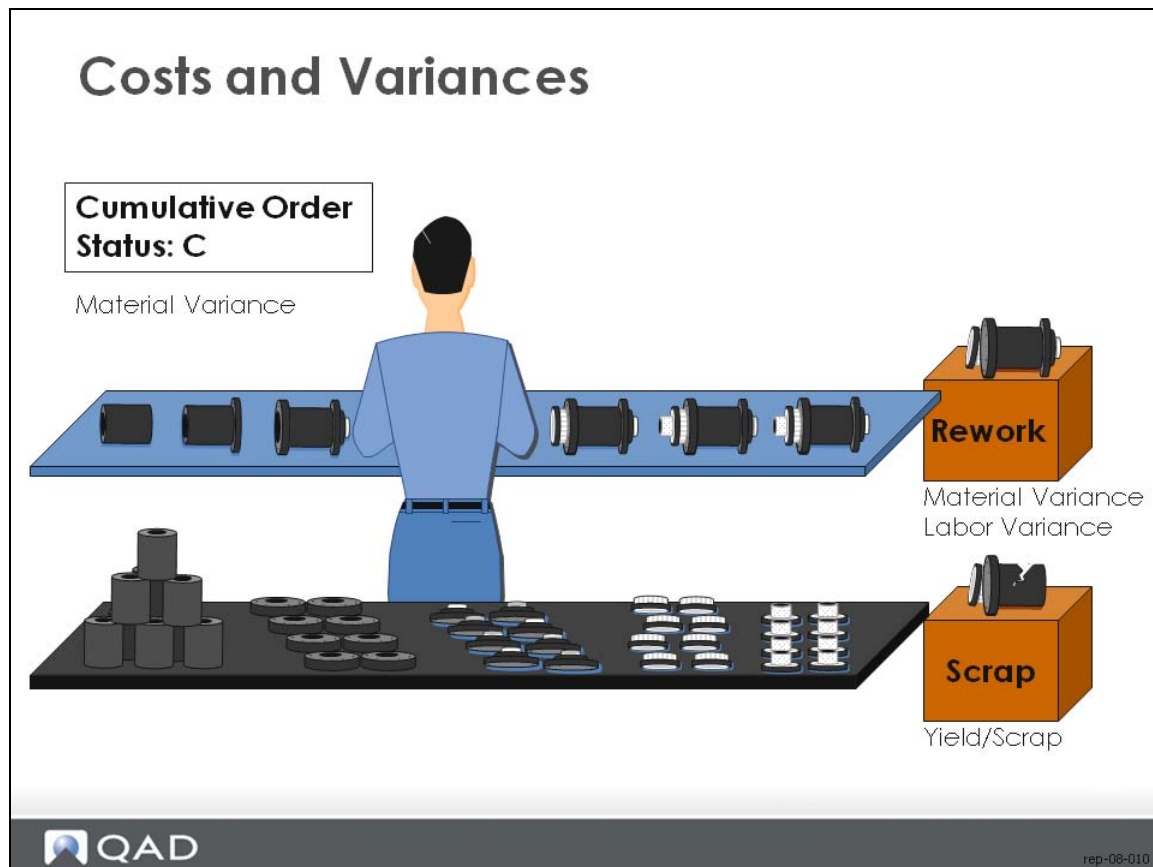 Costs and Variances
Cumulative Order
Status: C
Material Variance
Rework
Material Variance
Labor Variance
Scrap
Yield/Scrap
QAD
rep-08-010